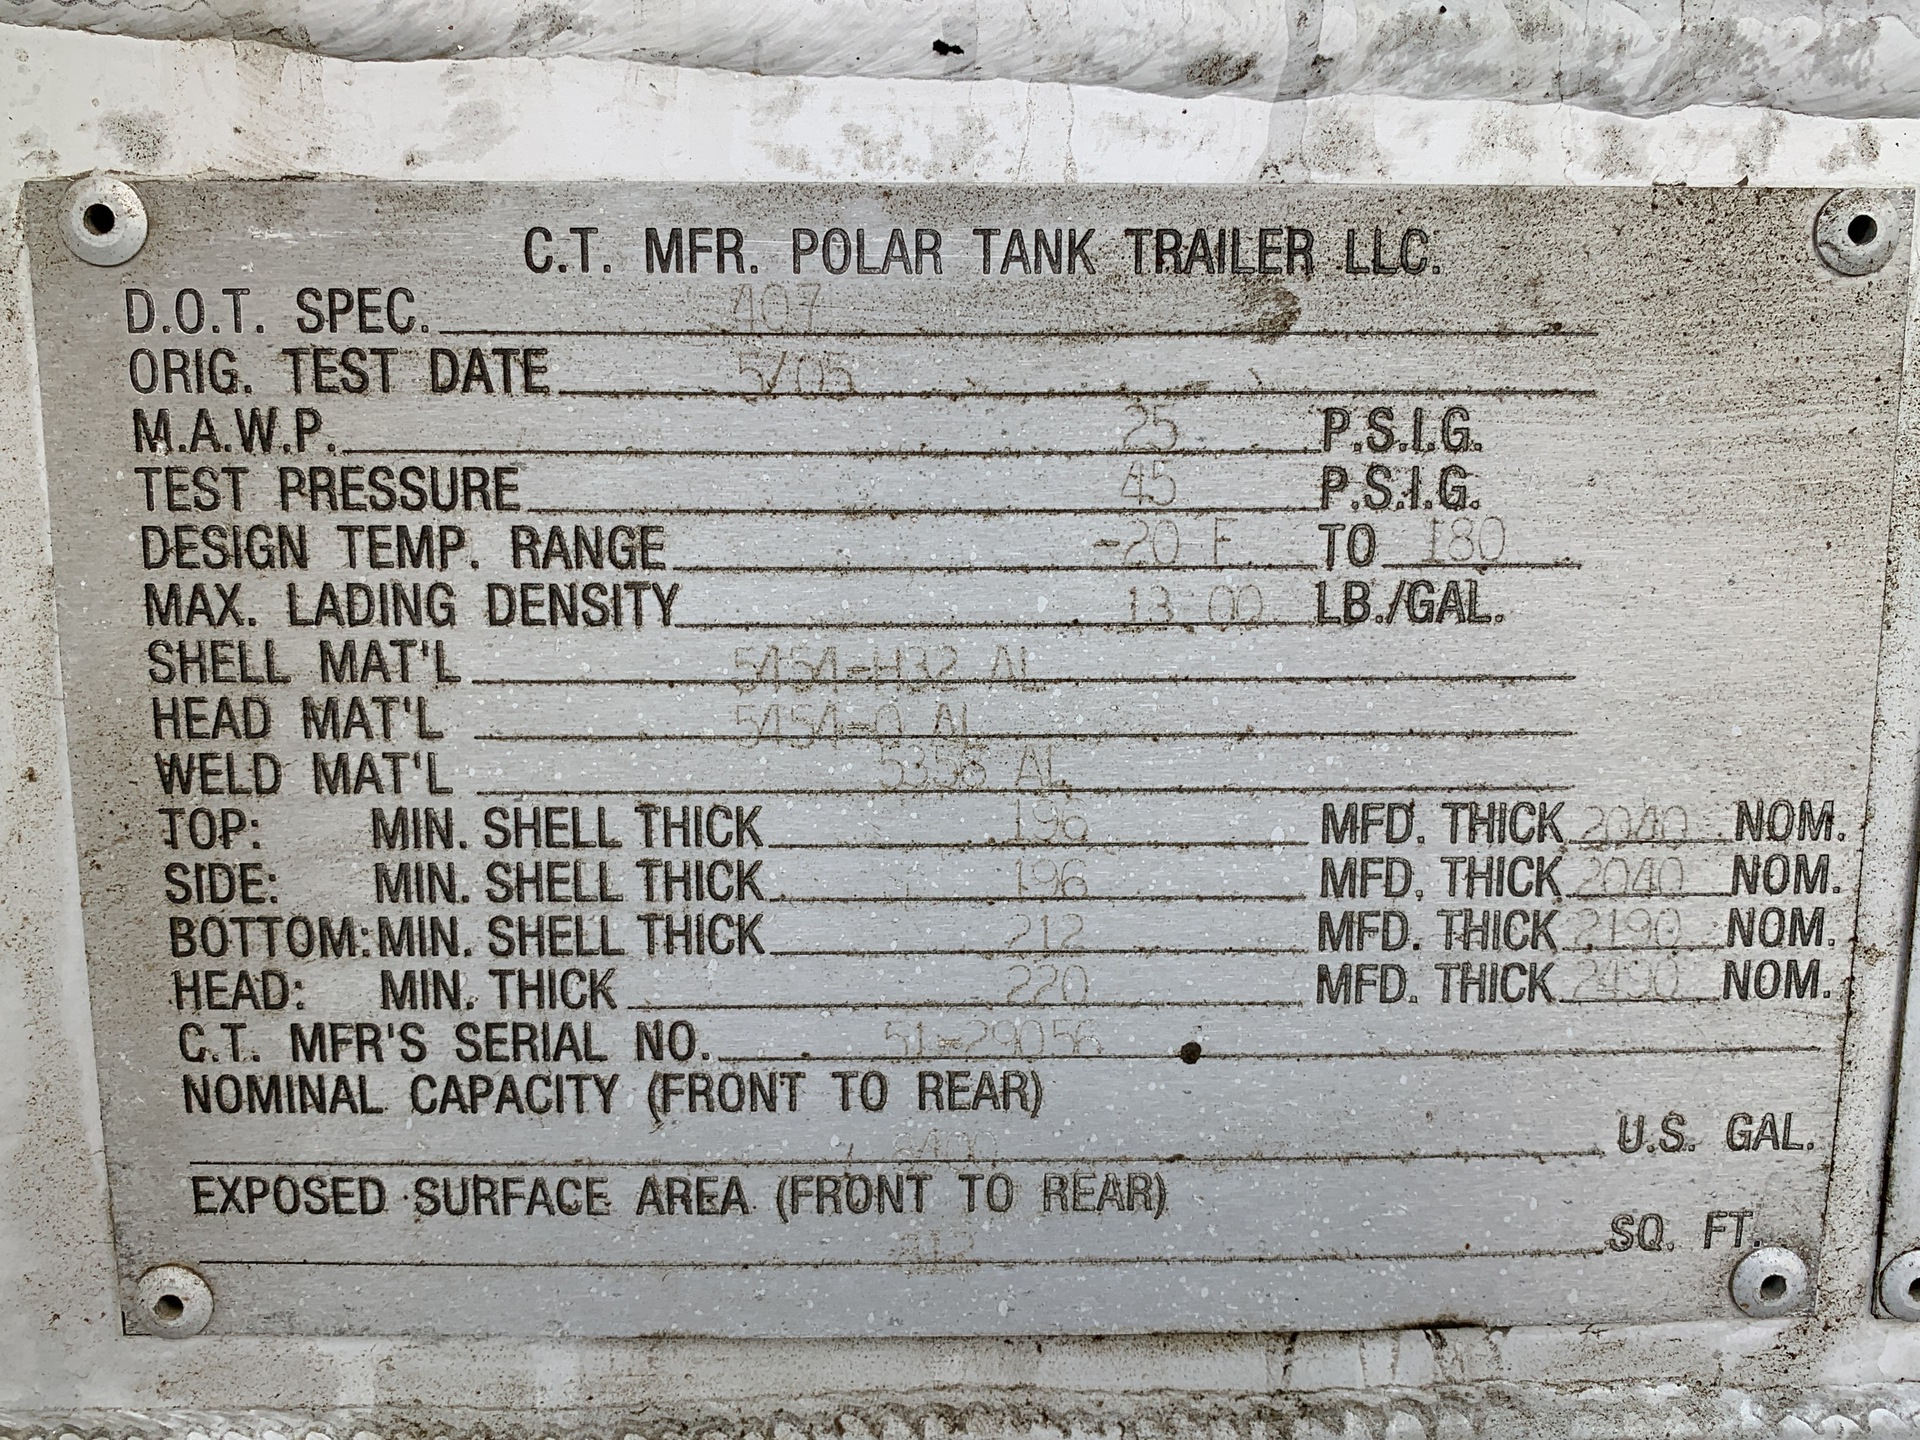 C.T. MFR. POLAR TANK TRAILER LLC.
D.O.T. SPEC. 407
ORIG. TEST DATE 5/05
M.A.W.P. 25 P.S.I.G.
TEST PRESSURE 45 P.S.I.G.
DESIGN TEMP. RANGE -20 F TO 180
MAX. LADING DENSITY 13.00 LB./GAL.
SHELL MAT'L 5454-H32 AL
HEAD MAT'L 5454-0 AL
WELD MAT'L 5356 AL
TOP: MIN. SHELL THICK 196 MFD. THICK 2040 NOM.
SIDE: MIN. SHELL THICK 196 MFD. THICK 2040 NOM.
BOTTOM: MIN. SHELL THICK 212 MFD. THICK 2190 NOM.
HEAD: MIN. THICK 220 MFD. THICK 2490 NOM.
C.T. MFR'S SERIAL NO. 51-29056
NOMINAL CAPACITY (FRONT TO REAR)
U.S. GAL.
EXPOSED SURFACE AREA (FRONT TO REAR)
SQ. FT.